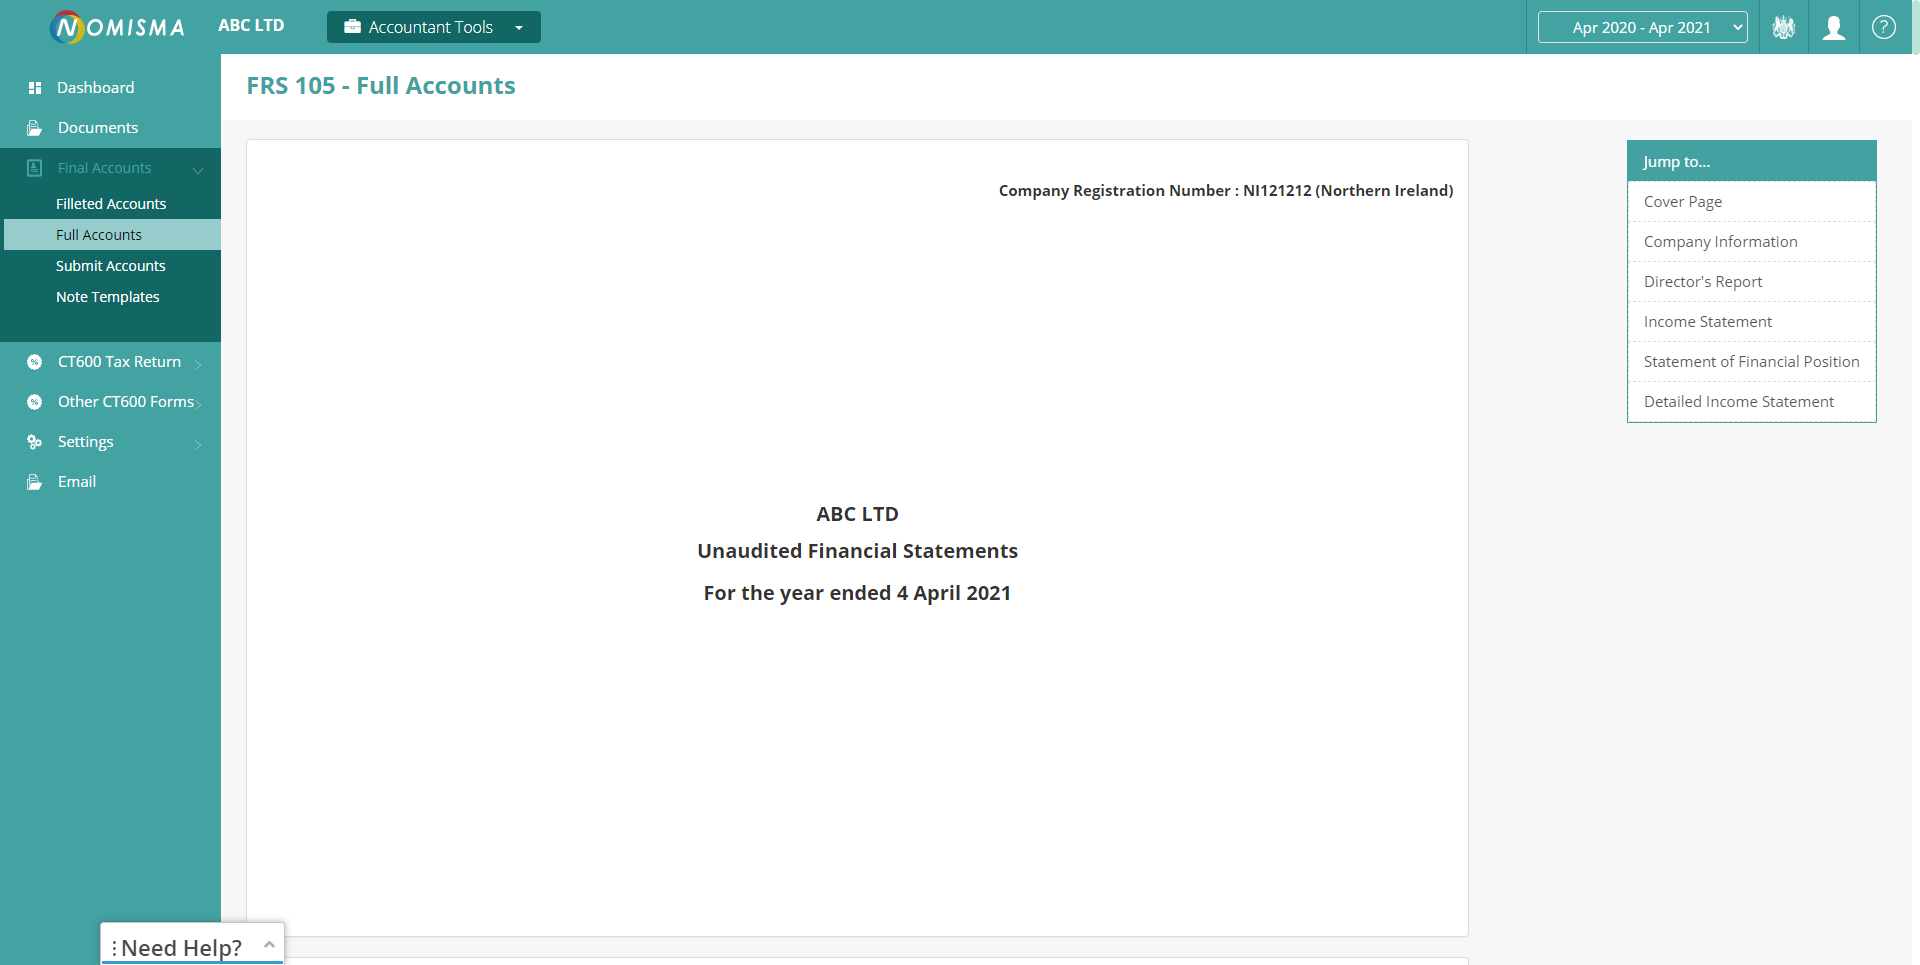 NOMISMA
ABC LTD
Accountant Tools
Apr 2020 - Apr 2021
?
Dashboard
Documents
Final Accounts
Filleted Accounts
Full Accounts
Submit Accounts
Note Templates
CT600 Tax Return
Other CT600 Forms
Settings
Email
FRS 105 - Full Accounts
Company Registration Number : NI121212 (Northern Ireland)
ABC LTD
Unaudited Financial Statements
For the year ended 4 April 2021
Jump to...
Cover Page
Company Information
Director's Report
Income Statement
Statement of Financial Position
Detailed Income Statement
Need Help?